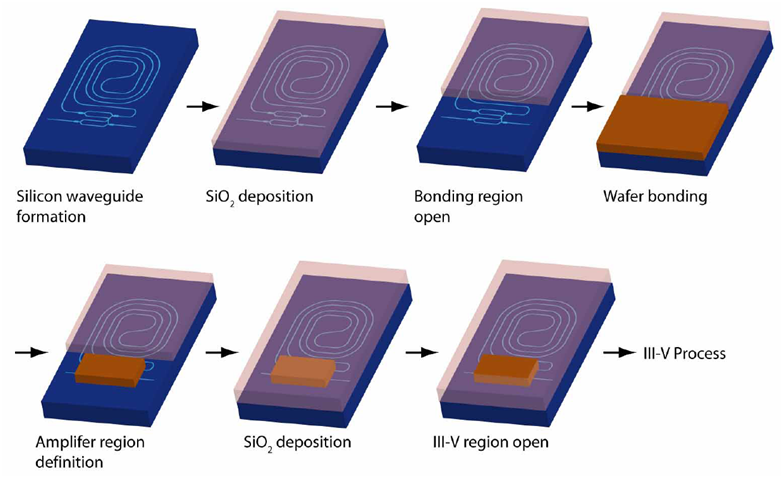 Silicon waveguide
formation
SiO₂ deposition
Bonding region
open
Wafer bonding
Amplifer region
definition
SiO₂ deposition
III-V region open
III-V Process